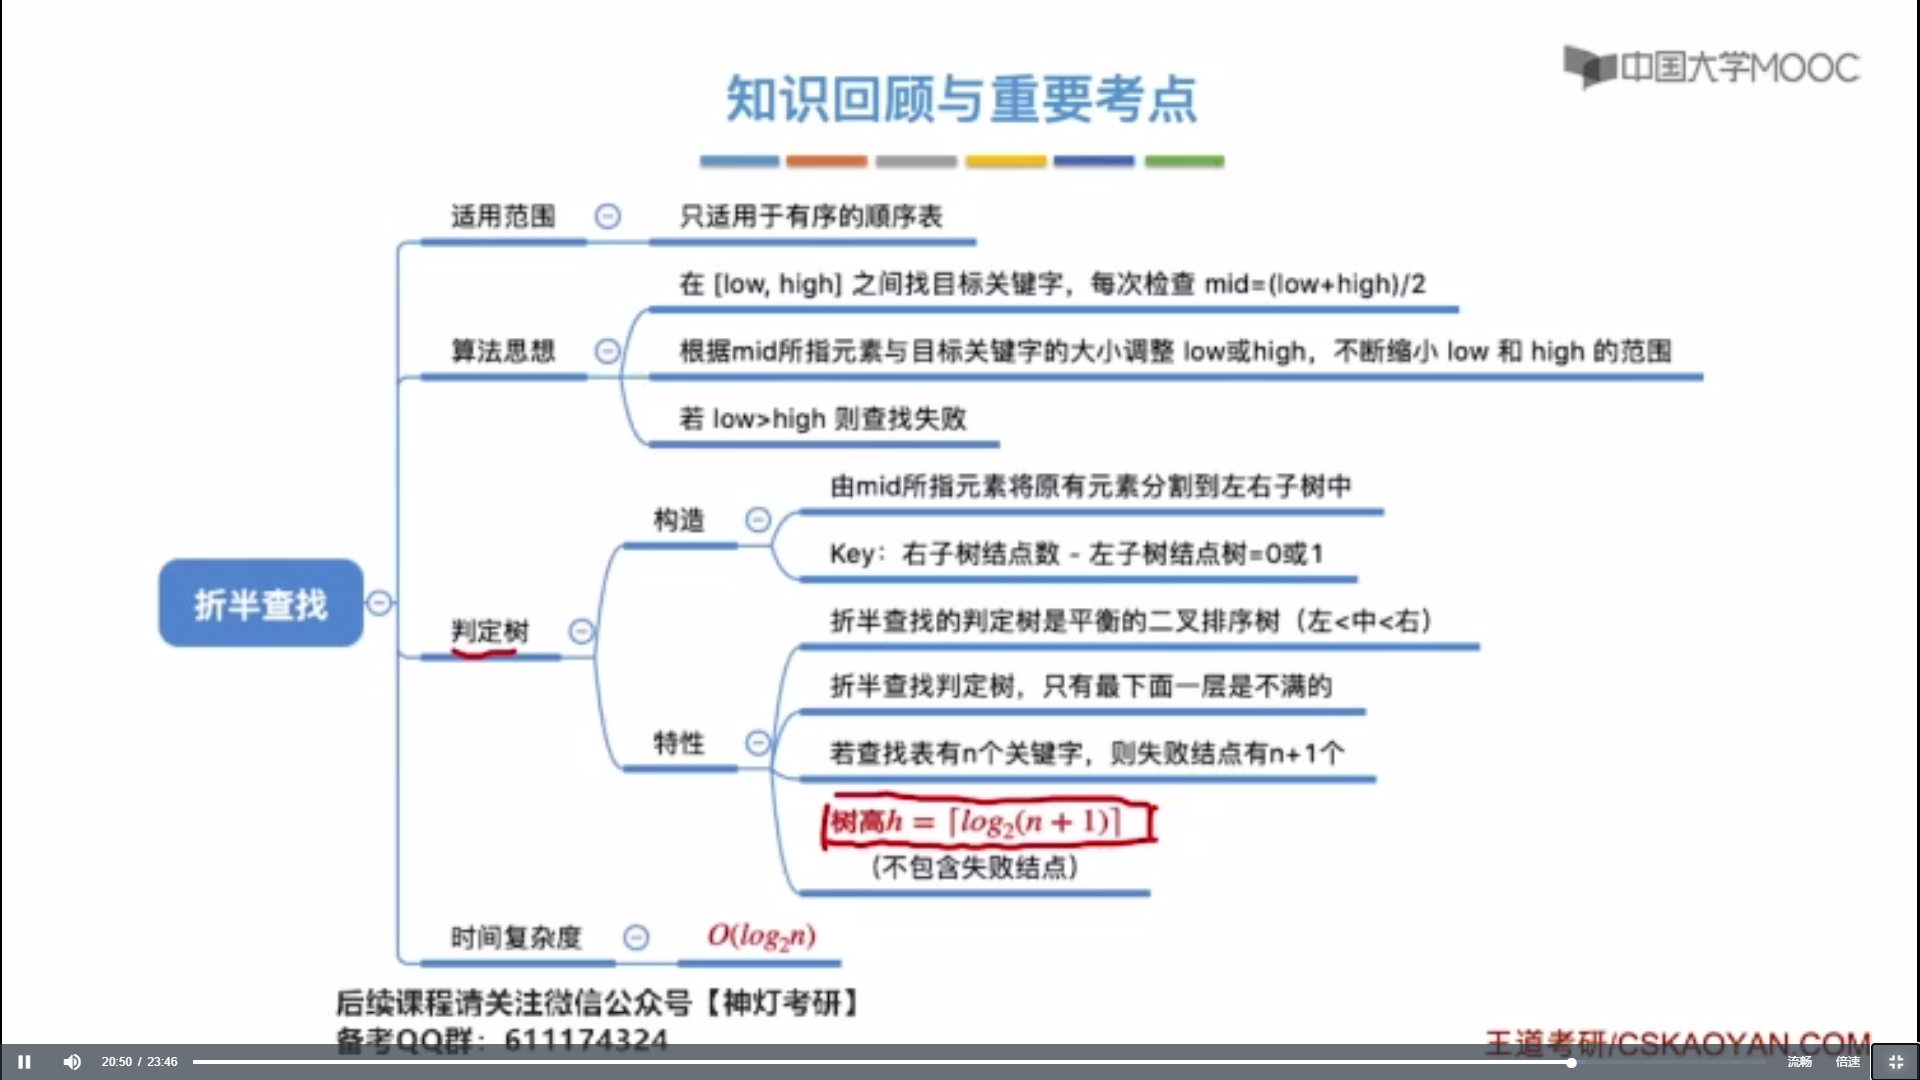 中国大学MOOC
知识回顾与重要考点
适用范围
只适用于有序的顺序表
在 [low, high] 之间找目标关键字，每次检查 mid=(low+high)/2
算法思想
根据mid所指元素与目标关键字的大小调整 low或high，不断缩小 low 和 high 的范围
若 low>high 则查找失败
由mid所指元素将原有元素分割到左右子树中
构造
Key：右子树结点数 - 左子树结点树=0或1
折半查找
判定树
折半查找的判定树是平衡的二叉排序树（左<中<右）
折半查找判定树，只有最下面一层是不满的
特性
若查找表有n个关键字，则失败结点有n+1个
树高h = ⌈log₂(n + 1)⌉
（不包含失败结点）
时间复杂度
O(log₂n)
后续课程请关注微信公众号【神灯考研】
备考QQ群：611174324
王道考研/CSKAOYAN.COM
20:50 / 23:46
流畅
倍速